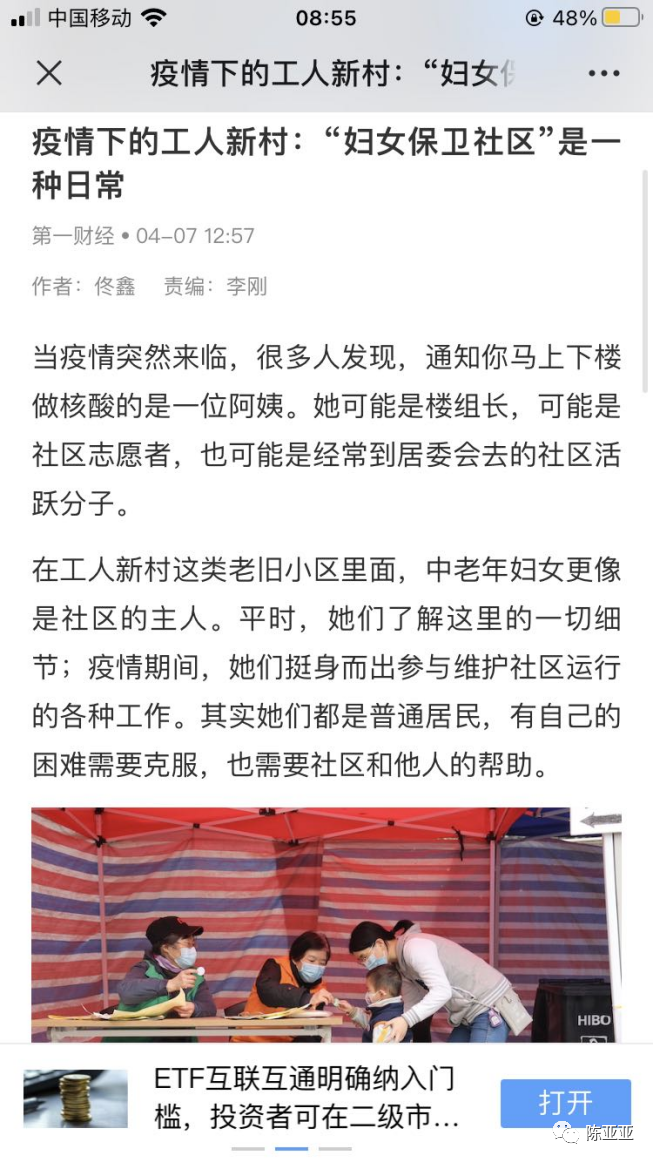 中国移动
08:55
48%
疫情下的工人新村：“妇女
疫情下的工人新村：“妇女保卫社区”是一
种日常
第一财经 • 04-07 12:57
作者：佟鑫 责编：李刚
当疫情突然来临，很多人发现，通知你马上下楼
做核酸的是一位阿姨。她可能是楼组长，可能是
社区志愿者，也可能是经常到居委会去的社区活
跃分子。
在工人新村这类老旧小区里面，中老年妇女更像
是社区的主人。平时，她们了解这里的一切细
节；疫情期间，她们挺身而出参与维护社区运行
的各种工作。其实她们都是普通居民，有自己的
困难需要克服，也需要社区和他人的帮助。
HIBO
ETF互联互通明确纳入门
槛，投资者可在二级市...
打开
陈亚亚